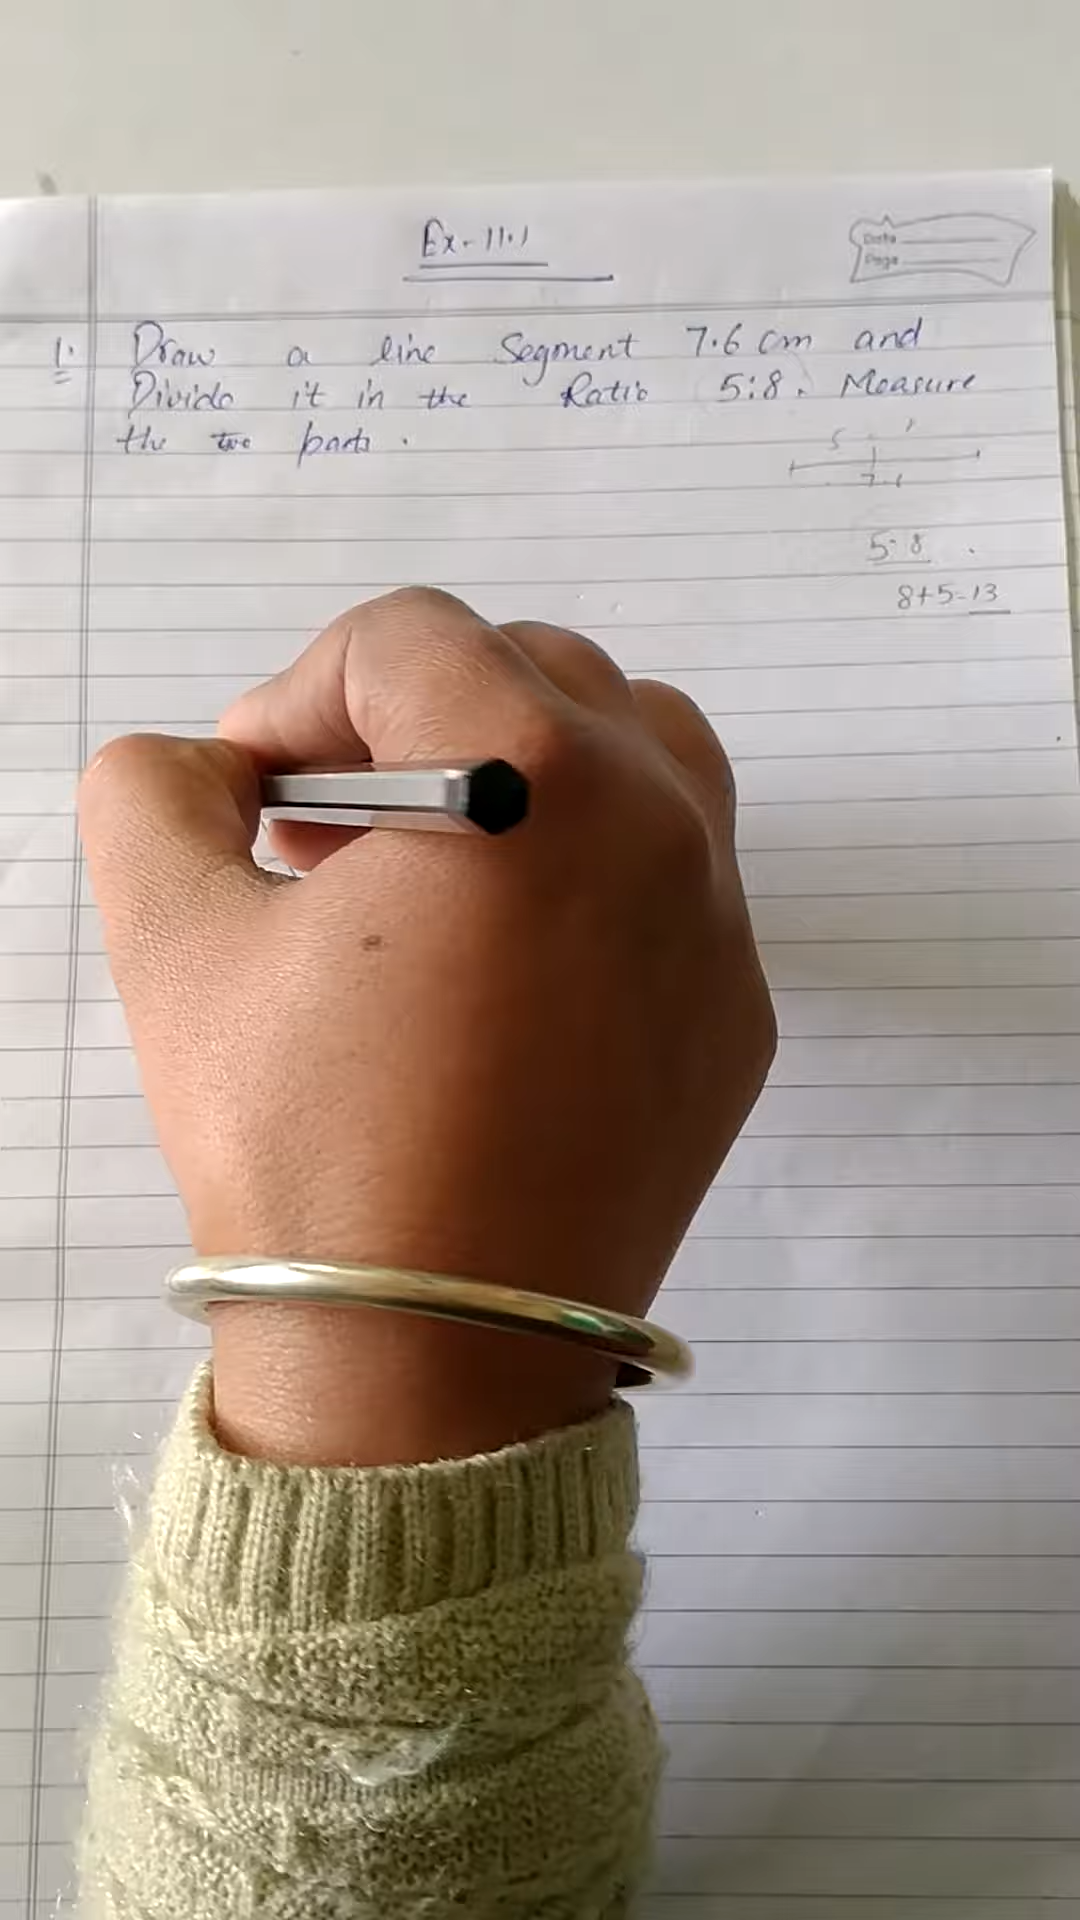 Ex-11.1
Date
Page
1. Draw a line Segment 7.6 cm and
Divide it in the Ratio 5:8. Measure
the two parts.
5
5:8
8+5=13